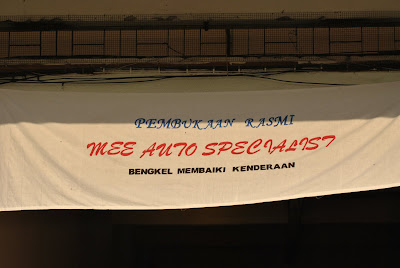 PEMBUKAAN RASMI
MEE AUTO SPECIALIST
BENGKEL MEMBAIKI KENDERAAN